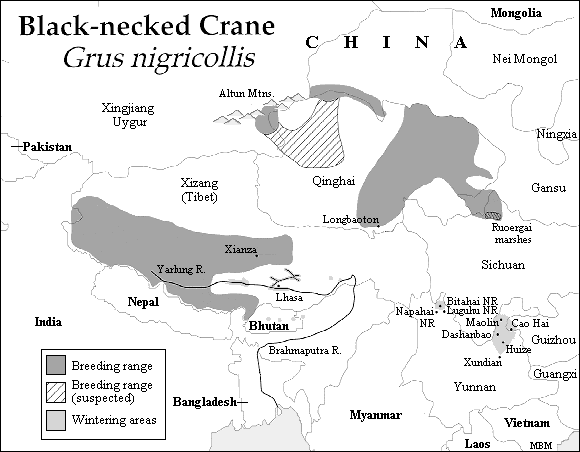 Black-necked Crane
Grus nigricollis
Mongolia
C H I N A
Nei Mongol
Altun Mtns.
Xingjiang
Uygur
Ningxia
Pakistan
Xizang
(Tibet)
Qinghai
Gansu
Longbaoton
Ruoergai
marshes
Xianza
Sichuan
Yarlung R.
Lhasa
Nepal
Bitahai NR
Napahai
NR
Luguhu NR
Maolin
Cao Hai
India
Bhutan
Dashanbao
Guizhou
Huize
Brahmaputra R.
Xundian
Guangxi
Breeding range
Breeding range
(suspected)
Wintering areas
Yunnan
Bangladesh
Myanmar
Vietnam
Laos
MBM